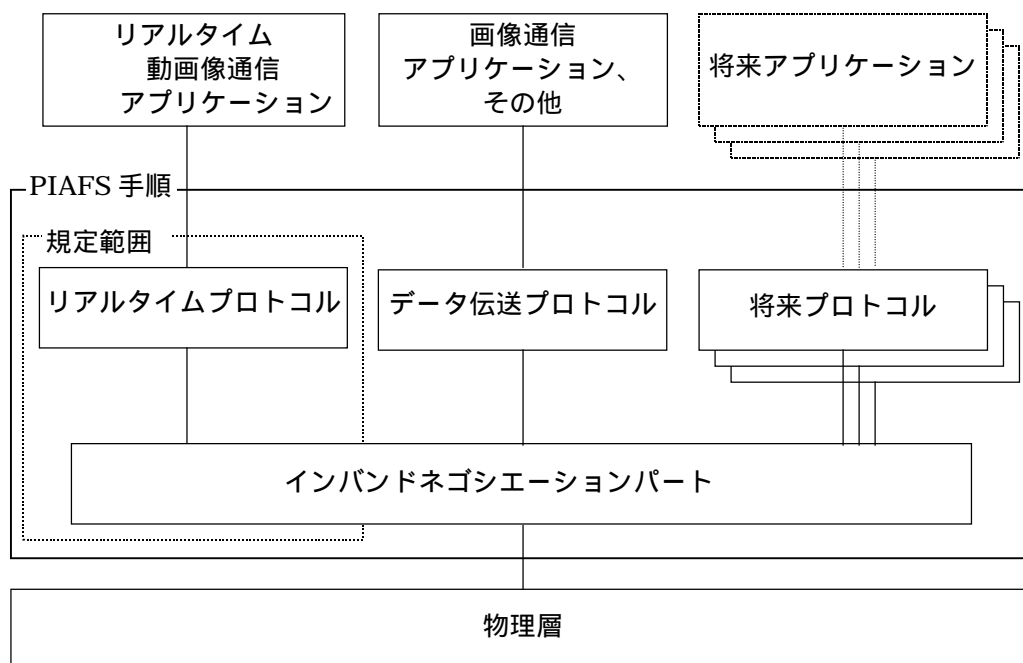 リアルタイム
動画像通信
アプリケーション
画像通信
アプリケーション、
その他
将来アプリケーション
PIAFS 手順
規定範囲
リアルタイムプロトコル
データ伝送プロトコル
将来プロトコル
インバンドネゴシエーションパート
物理層